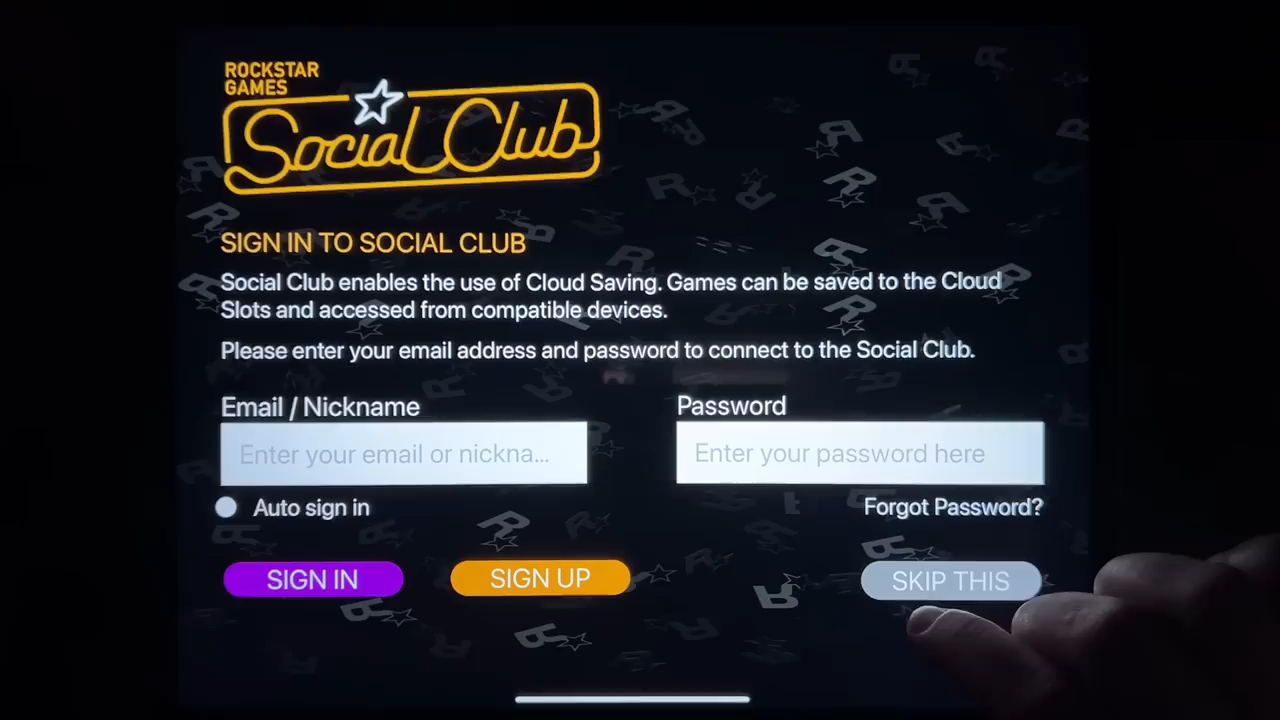 ROCKSTAR
GAMES
Social Club
SIGN IN TO SOCIAL CLUB
Social Club enables the use of Cloud Saving. Games can be saved to the Cloud
Slots and accessed from compatible devices.
Please enter your email address and password to connect to the Social Club.
Email / Nickname
Password
Enter your email or nickna...
Enter your password here
Auto sign in
Forgot Password?
SIGN IN
SIGN UP
SKIP THIS